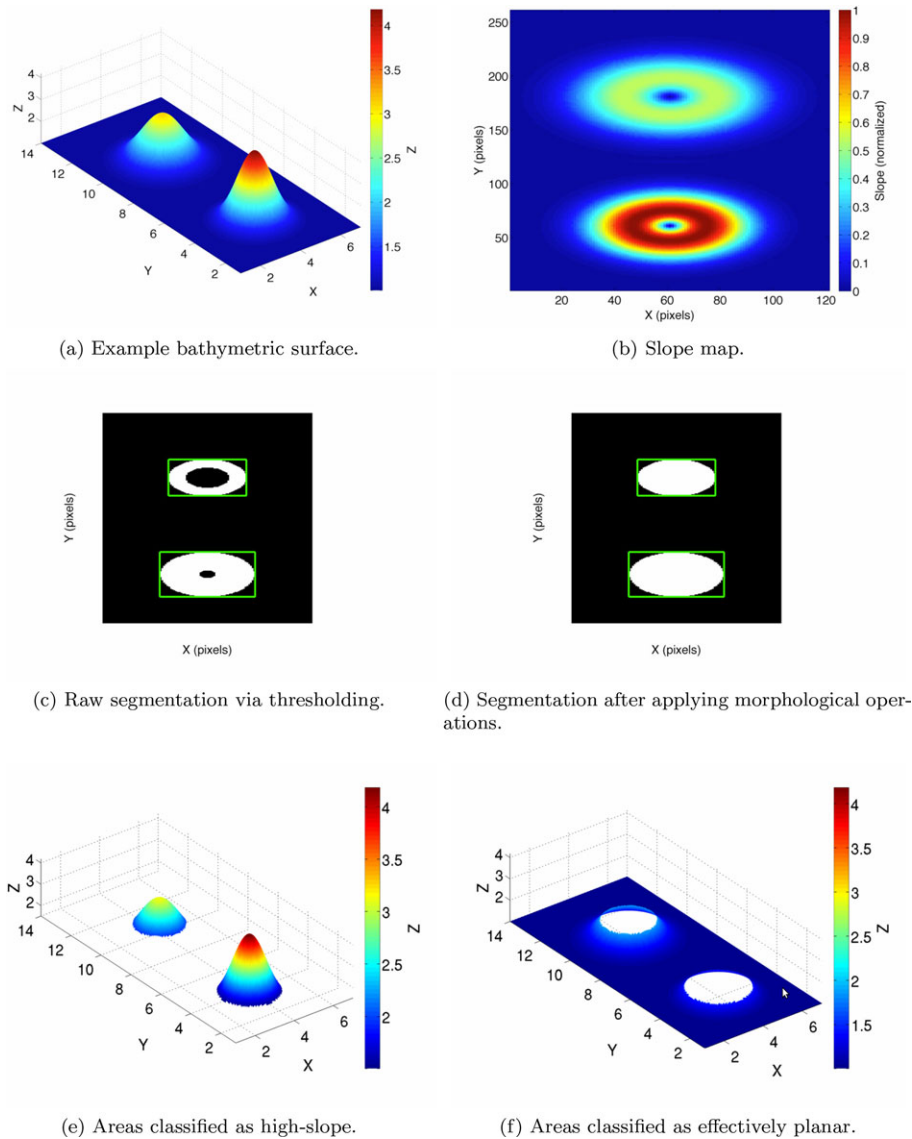 4
3
2
Z
14
12
10
8
6
4
2
Y
2
4
6
X
4
3.5
3
2.5
2
1.5
Z
(a) Example bathymetric surface.
250
200
150
100
50
Y (pixels)
20 40 60 80 100 120
X (pixels)
1
0.9
0.8
0.7
0.6
0.5
0.4
0.3
0.2
0.1
0
Slope (normalized)
(b) Slope map.
Y (pixels)
X (pixels)
(c) Raw segmentation via thresholding.
Y (pixels)
X (pixels)
(d) Segmentation after applying morphological oper-
ations.
4
3
2
Z
14
12
10
8
6
4
2
Y
2
4
6
X
4
3.5
3
2.5
2
Z
(e) Areas classified as high-slope.
4
3
2
Z
14
12
10
8
6
4
2
Y
2
4
6
X
4
3.5
3
2.5
2
1.5
Z
(f) Areas classified as effectively planar.